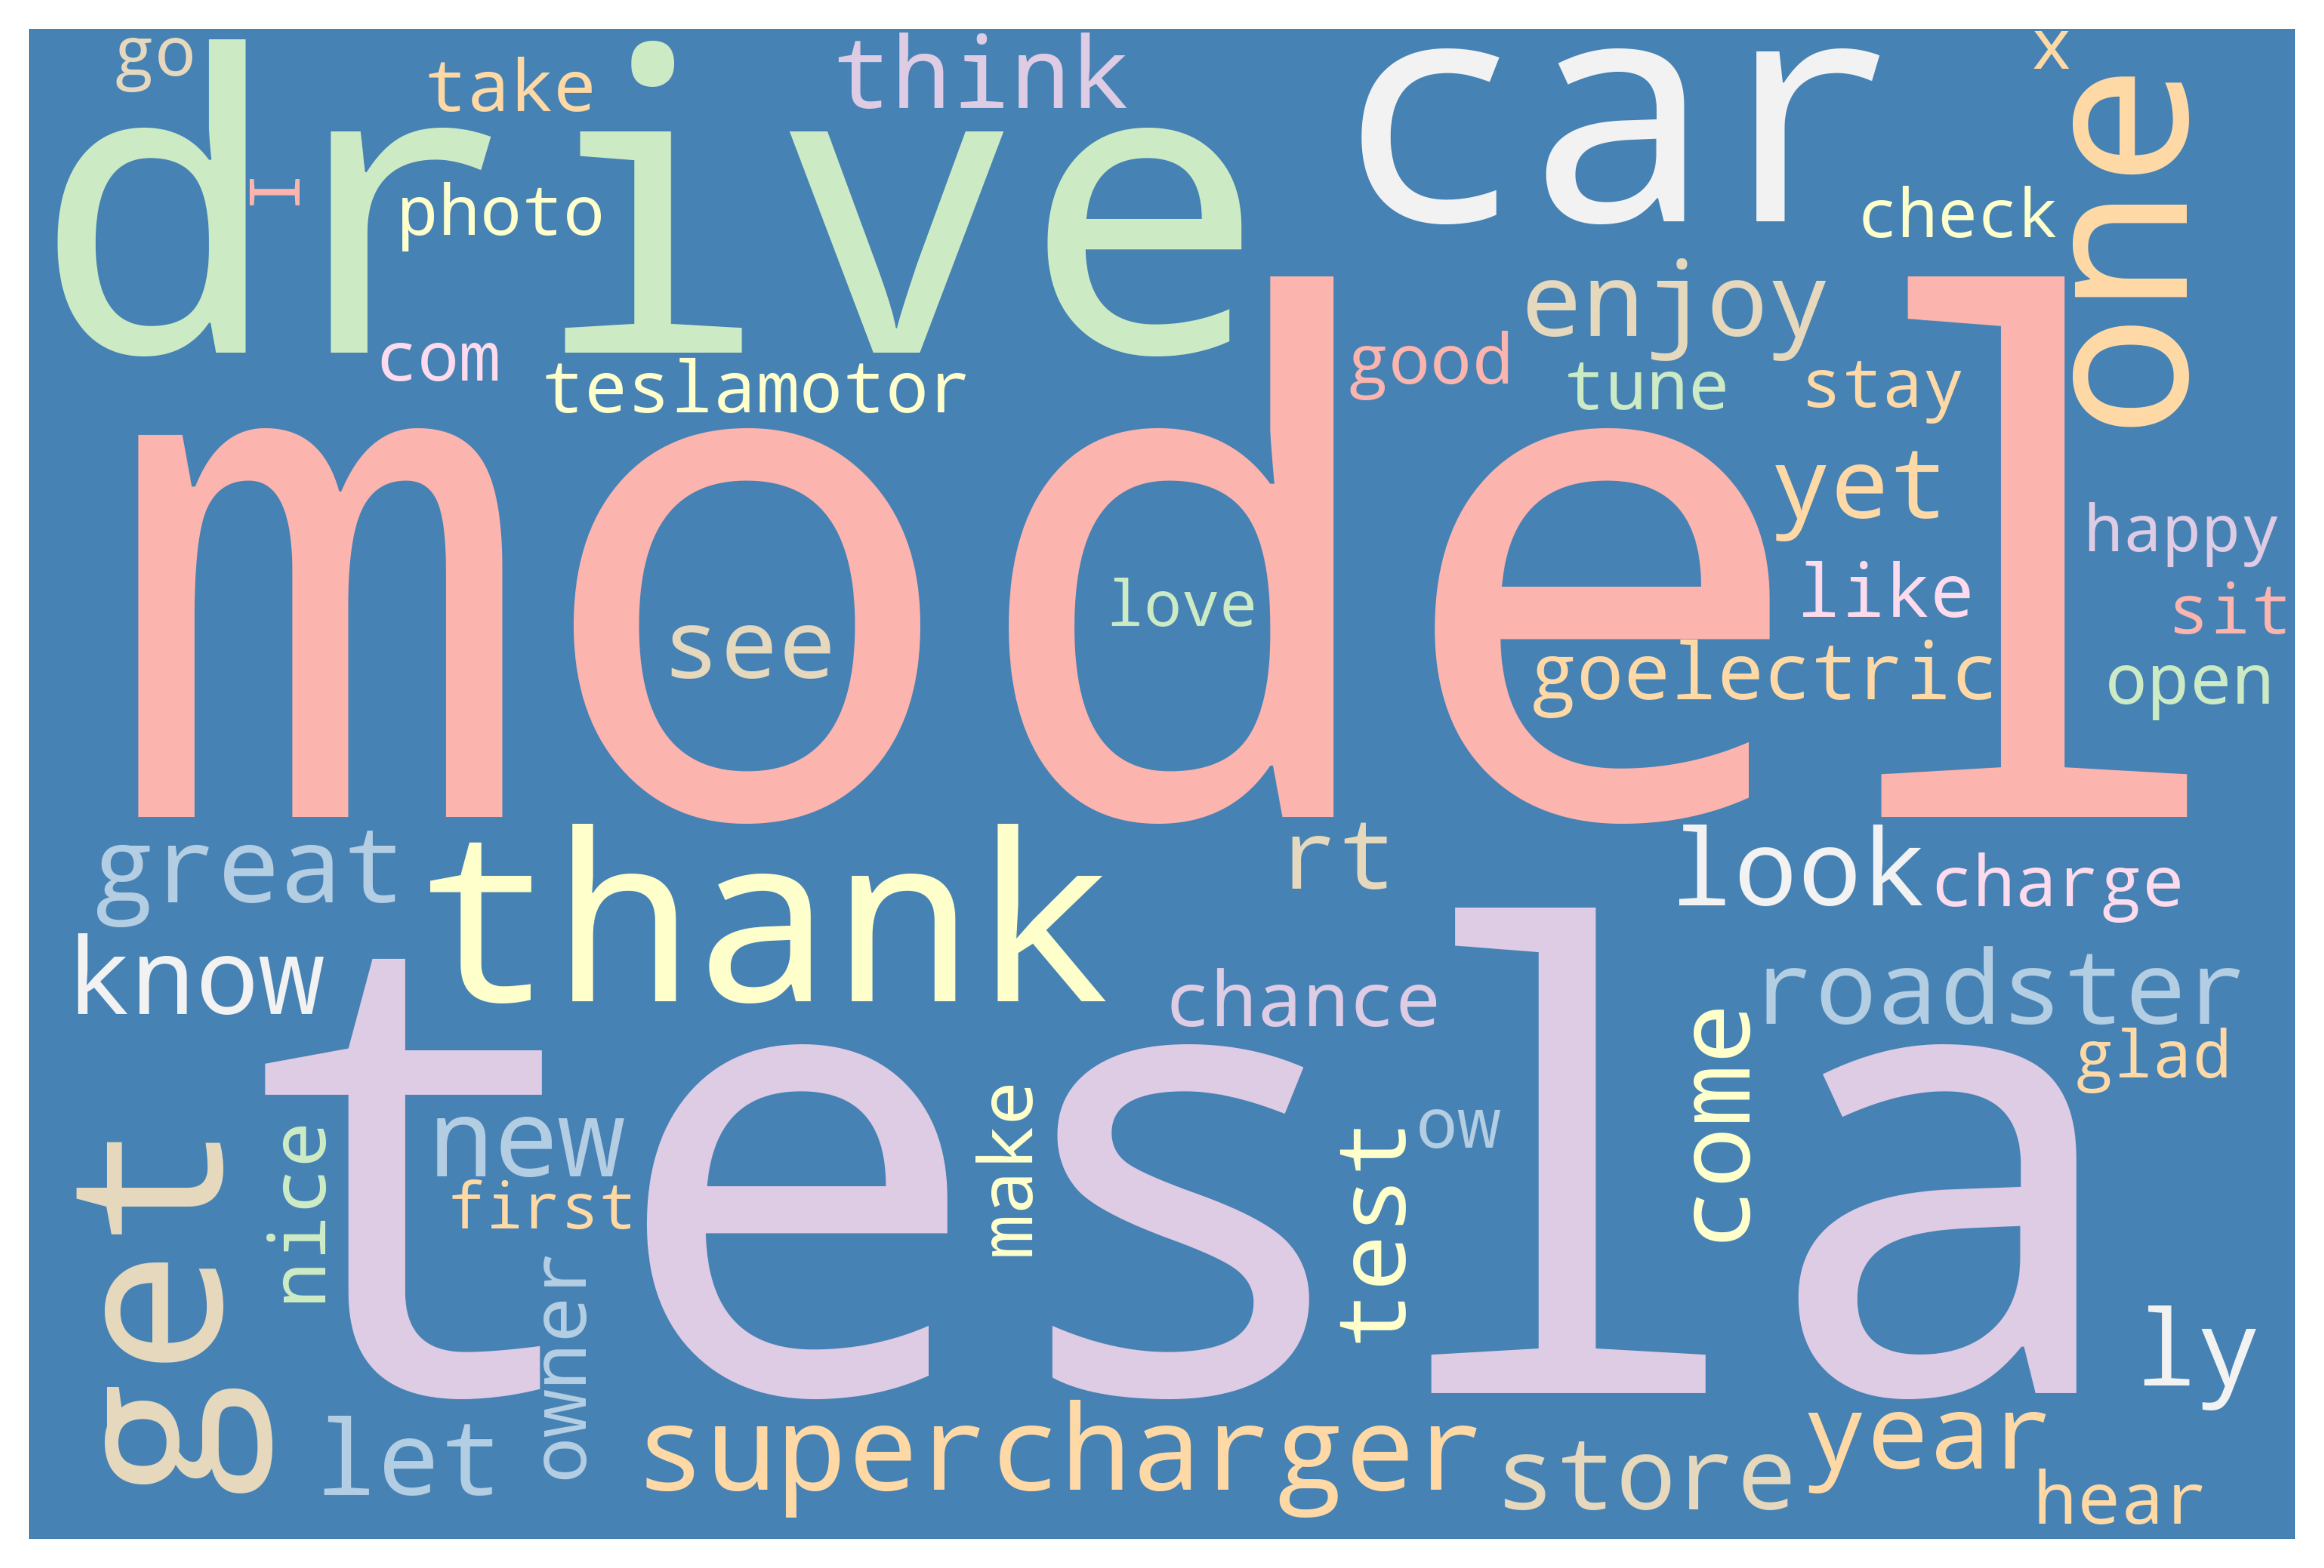 go
take
think
car
x
drive
one
I
photo
check
com
teslamotor
enjoy
good
tune
stay
model
yet
happy
love
like
sit
see
goelectric
open
great
thank
rt
look
charge
know
chance
roadster
tesla
come
glad
get
nice
new
make
test
ow
first
owner
ly
let
supercharger
store
year
hear